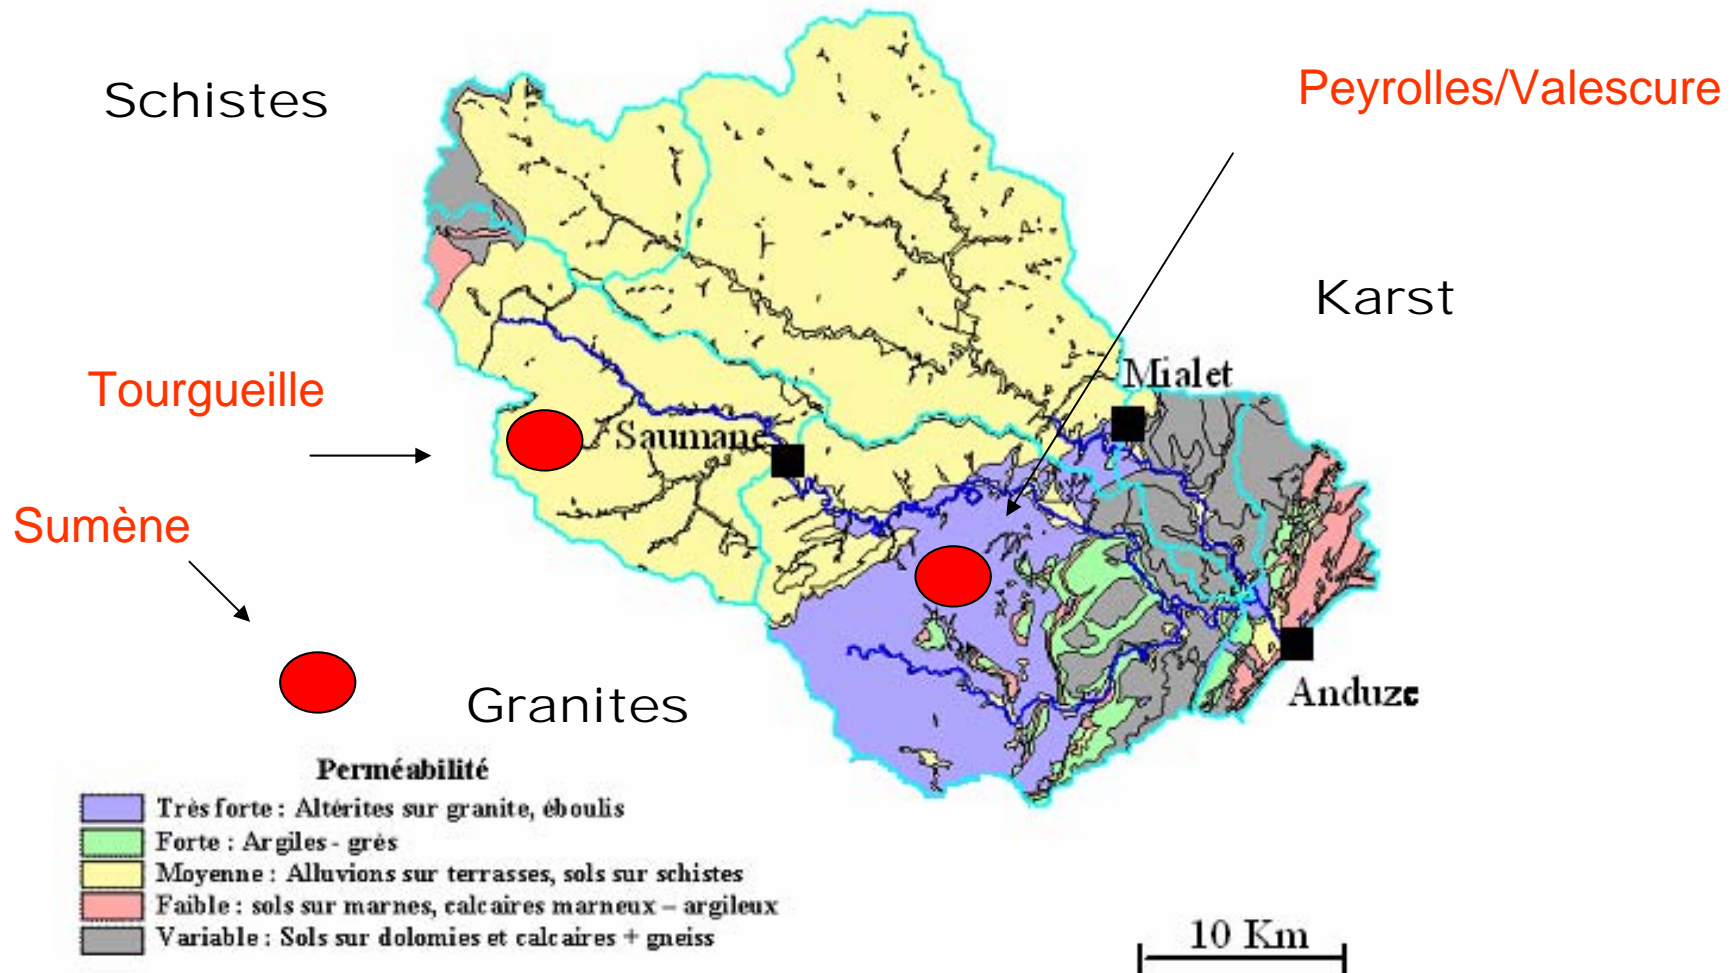 Schistes
Peyrolles/Valescure
Karst
Mialet
Tourgueille
Saumane
Sumène
Granites
Anduze
Perméabilité
Très forte : Altérites sur granite, éboulis
Forte : Argiles - grès
Moyenne : Alluvions sur terrasses, sols sur schistes
Faible : sols sur marnes, calcaires marneux – argileux
Variable : Sols sur dolomies et calcaires + gneiss
10 Km